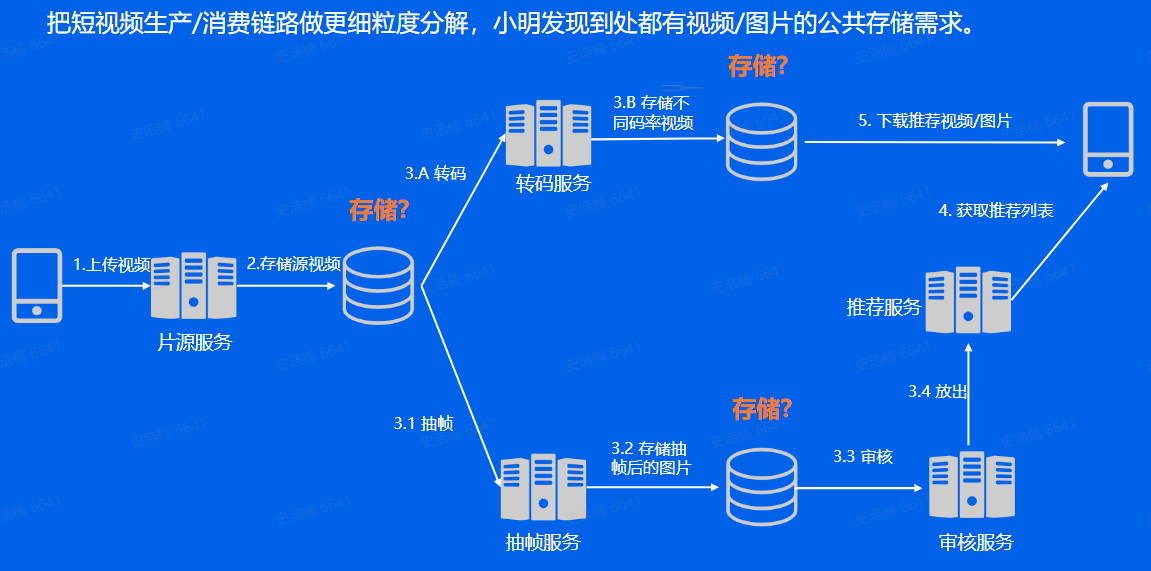 把短视频生产/消费链路做更细粒度分解，小明发现到处都有视频/图片的公共存储需求。
存储?
3.B 存储不
同码率视频
5. 下载推荐视频/图片
3.A 转码
转码服务
存储?
4. 获取推荐列表
1.上传视频
2.存储源视频
片源服务
推荐服务
3.4 放出
存储?
3.1 抽帧
3.2 存储抽
帧后的图片
3.3 审核
抽帧服务
审核服务